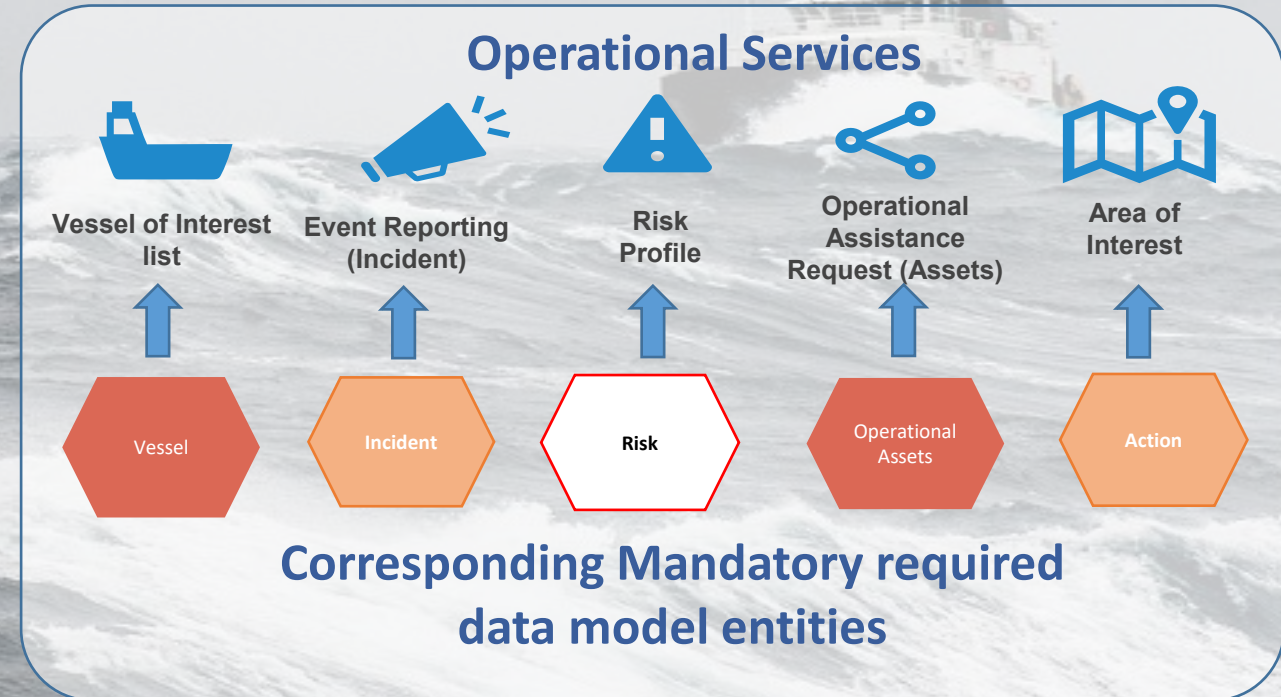 Operational Services
Vessel of Interest
list
Event Reporting
(Incident)
Risk
Profile
Operational
Assistance
Request (Assets)
Area of
Interest
Vessel
Incident
Risk
Operational
Assets
Action
Corresponding Mandatory required
data model entities